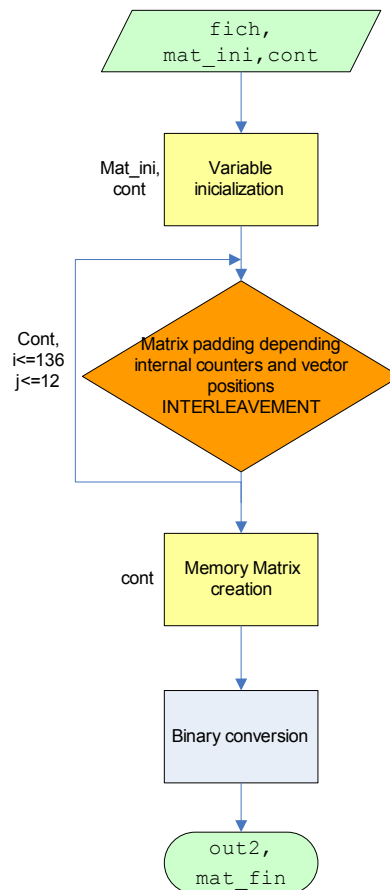 fich,
mat_ini,cont
Mat_ini,
cont
Variable
inicialization
Cont,
i<=136
j<=12
Matrix padding depending
internal counters and vector
positions
INTERLEAVEMENT
cont
Memory Matrix
creation
Binary conversion
out2,
mat_fin